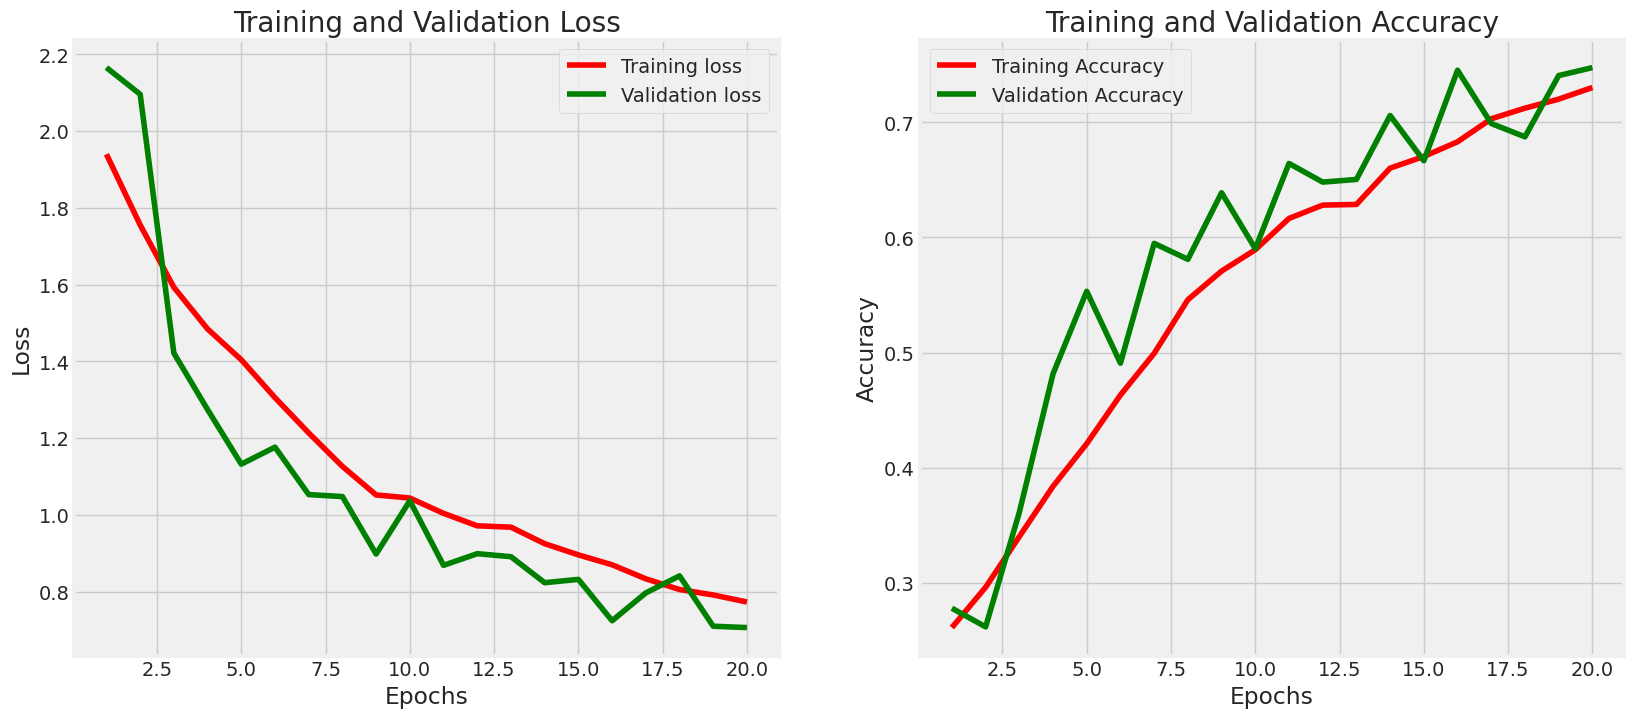 Training and Validation Loss
Training loss
Validation loss
2.2
2.0
1.8
1.6
1.4
1.2
1.0
0.8
Loss
2.5 5.0 7.5 10.0 12.5 15.0 17.5 20.0
Epochs
Training and Validation Accuracy
Training Accuracy
Validation Accuracy
0.7
0.6
0.5
0.4
0.3
Accuracy
2.5 5.0 7.5 10.0 12.5 15.0 17.5 20.0
Epochs